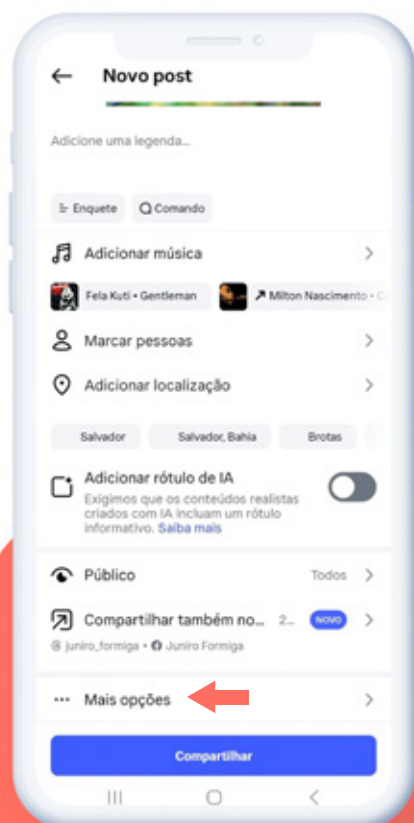 Novo post
Adicione uma legenda...
Enquete Comando
Adicionar música
Fela Kuti • Gentleman Milton Nascimento •
Marcar pessoas
Adicionar localização
Salvador Salvador, Bahia Brotas
Adicionar rótulo de IA
Exigimos que os conteúdos realistas
criados com IA incluam um rótulo
informativo. Saiba mais
Público Todos
Compartilhar também no... 2... NOVO
juniro_formiga • Juniro Formiga
Mais opções
Compartilhar